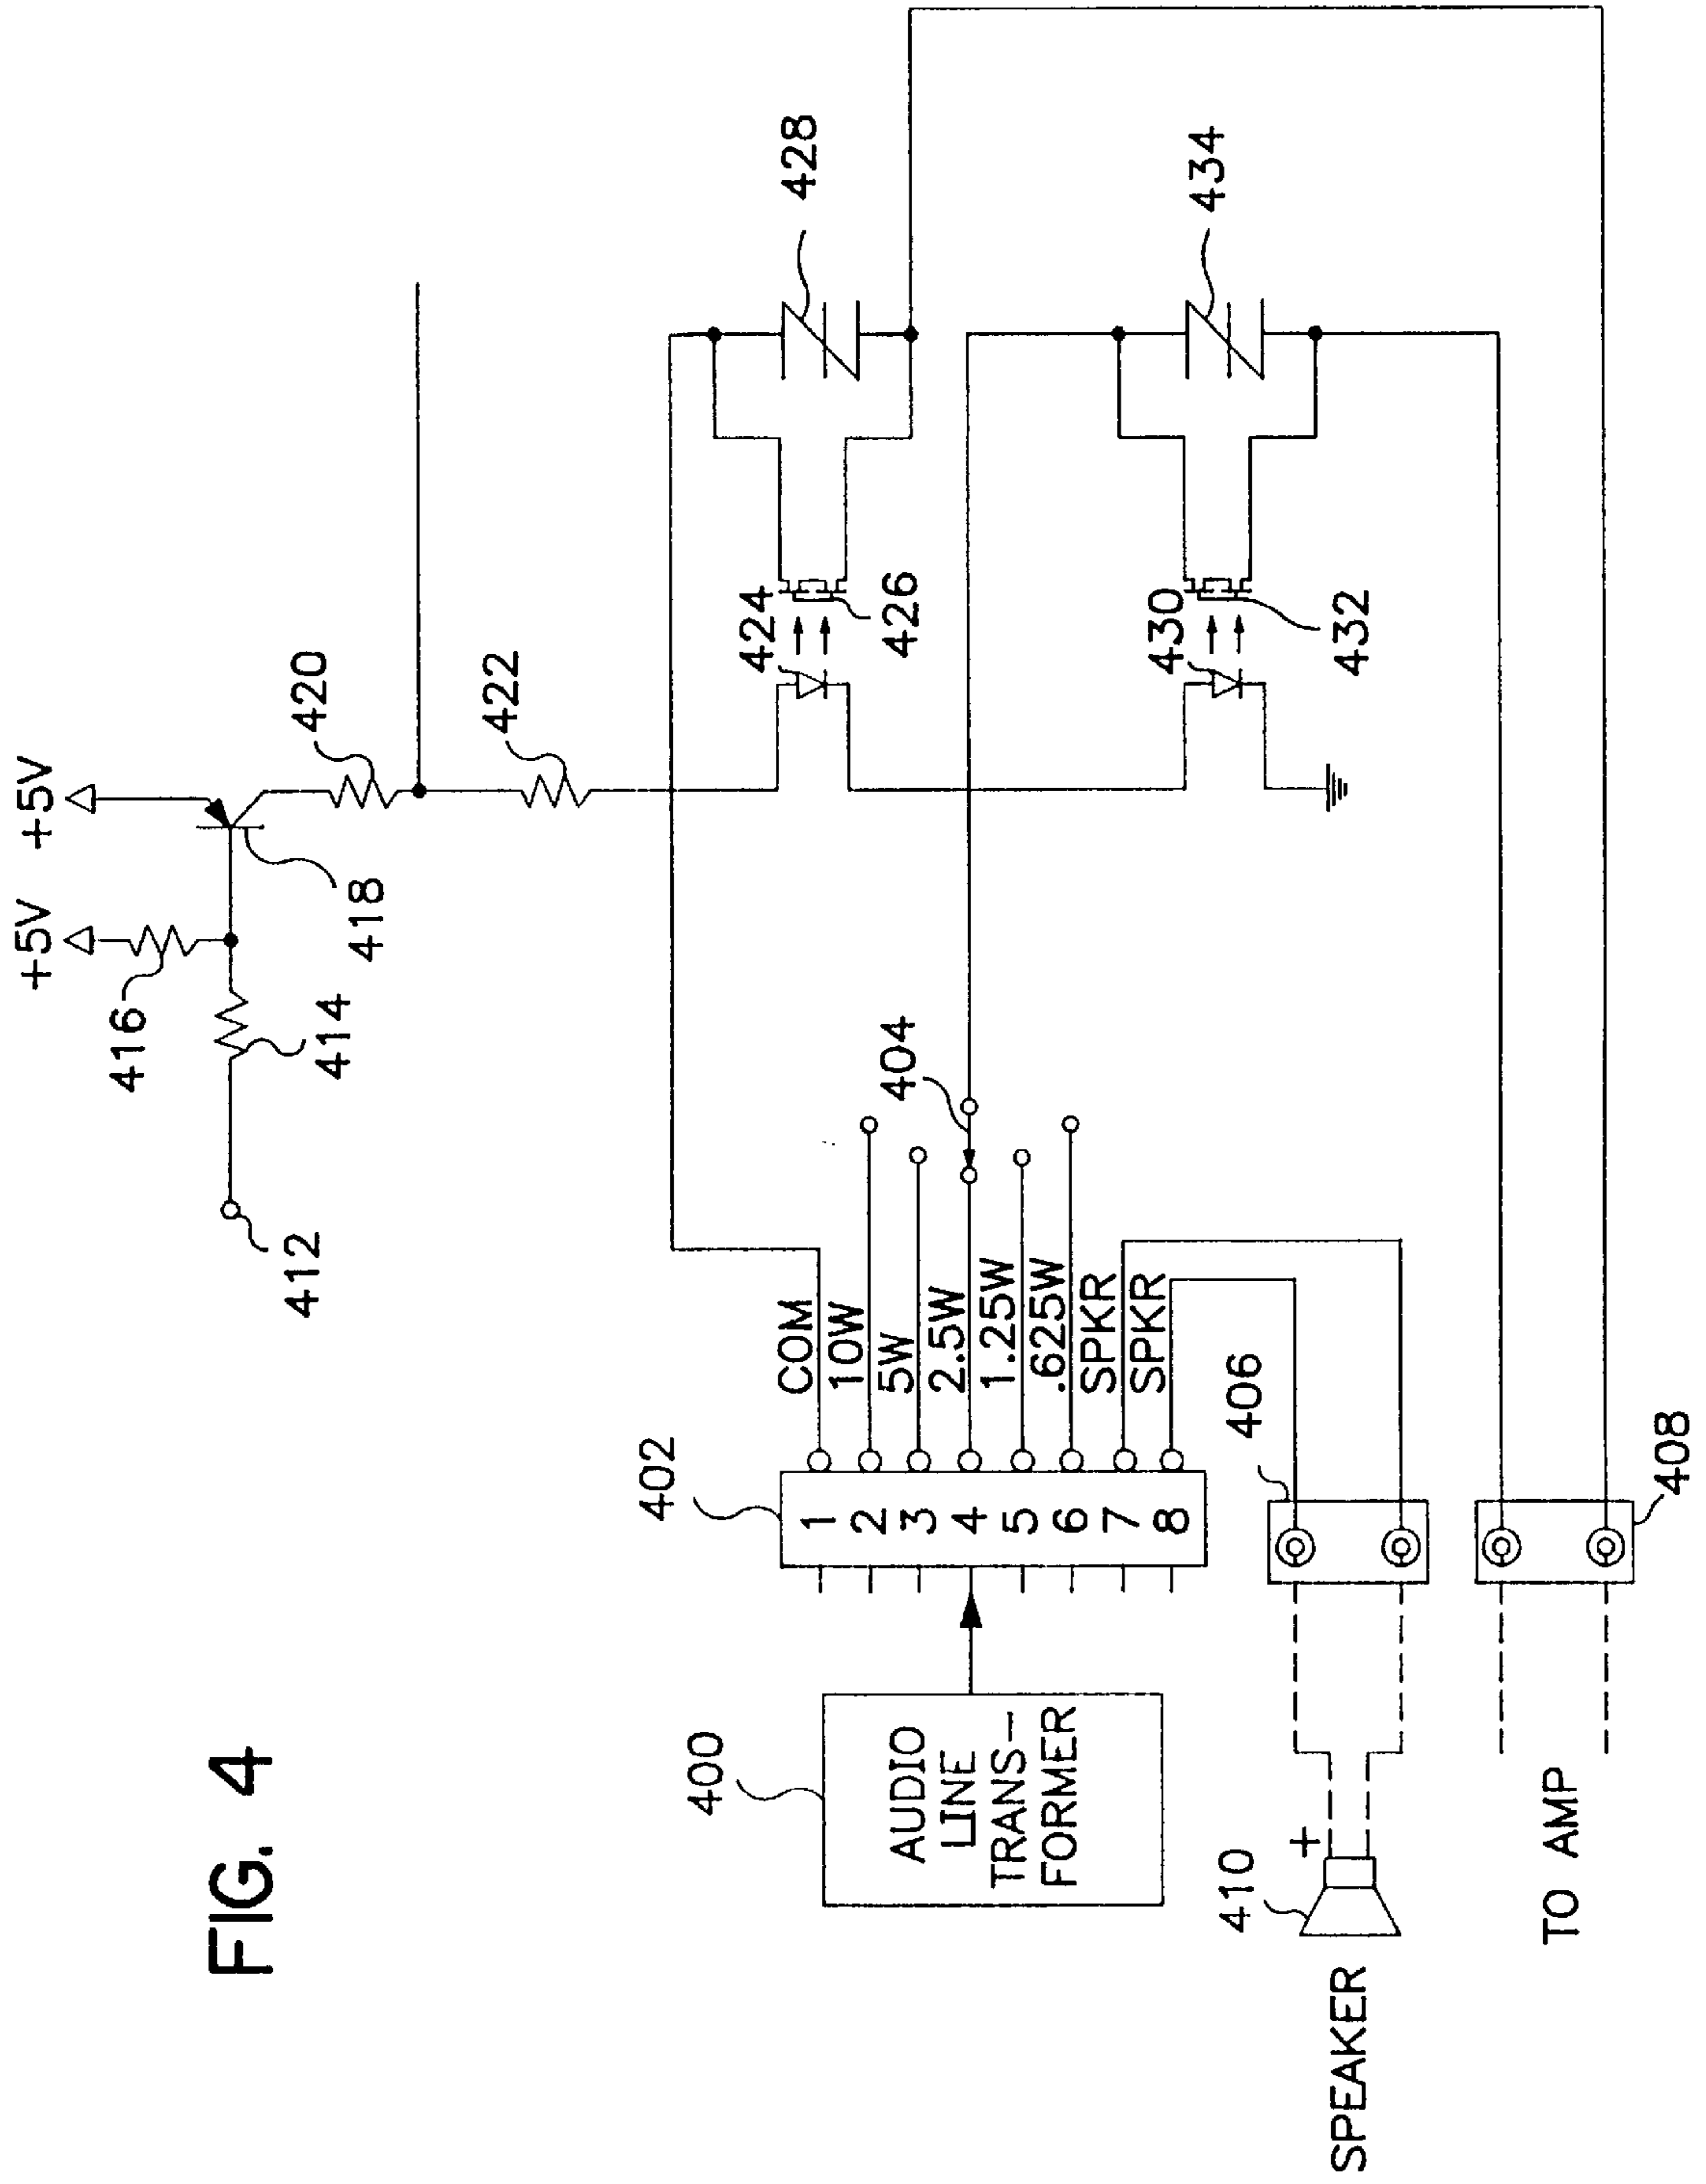 FIG. 4
+5V
+5V
416
414
412
418
420
422
424
426
428
430
432
434
404
COM
10W
5W
2.5W
1.25W
.625W
SPKR
SPKR
402
1
2
3
4
5
6
7
8
400
AUDIO
LINE
TRANS-
FORMER
406
408
410
+
SPEAKER
TO AMP